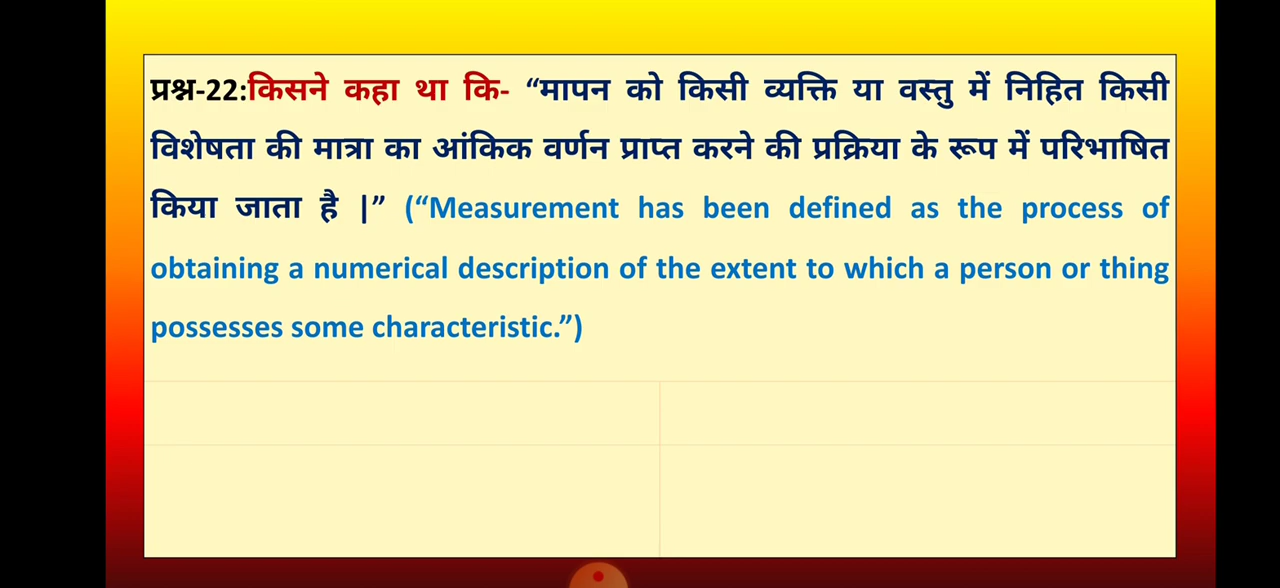 प्रश्न-22:किसने कहा था कि- “मापन को किसी व्यक्ति या वस्तु में निहित किसी
विशेषता की मात्रा का आंकिक वर्णन प्राप्त करने की प्रक्रिया के रूप में परिभाषित
किया जाता है |” (“Measurement has been defined as the process of
obtaining a numerical description of the extent to which a person or thing
possesses some characteristic.”)